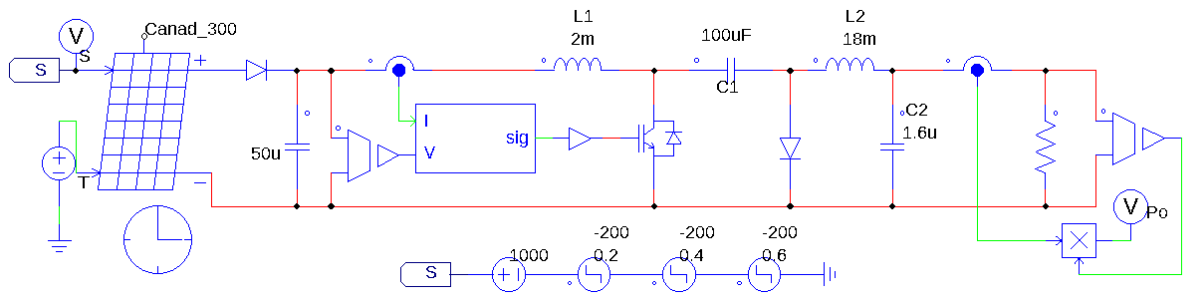 Canad_300
L1
2m
L2
18m
100uF
C1
V
S
S
T
+
−
50u
I
V
sig
C2
1.6u
V
Po
S
1000
-200
0.2
-200
0.4
-200
0.6